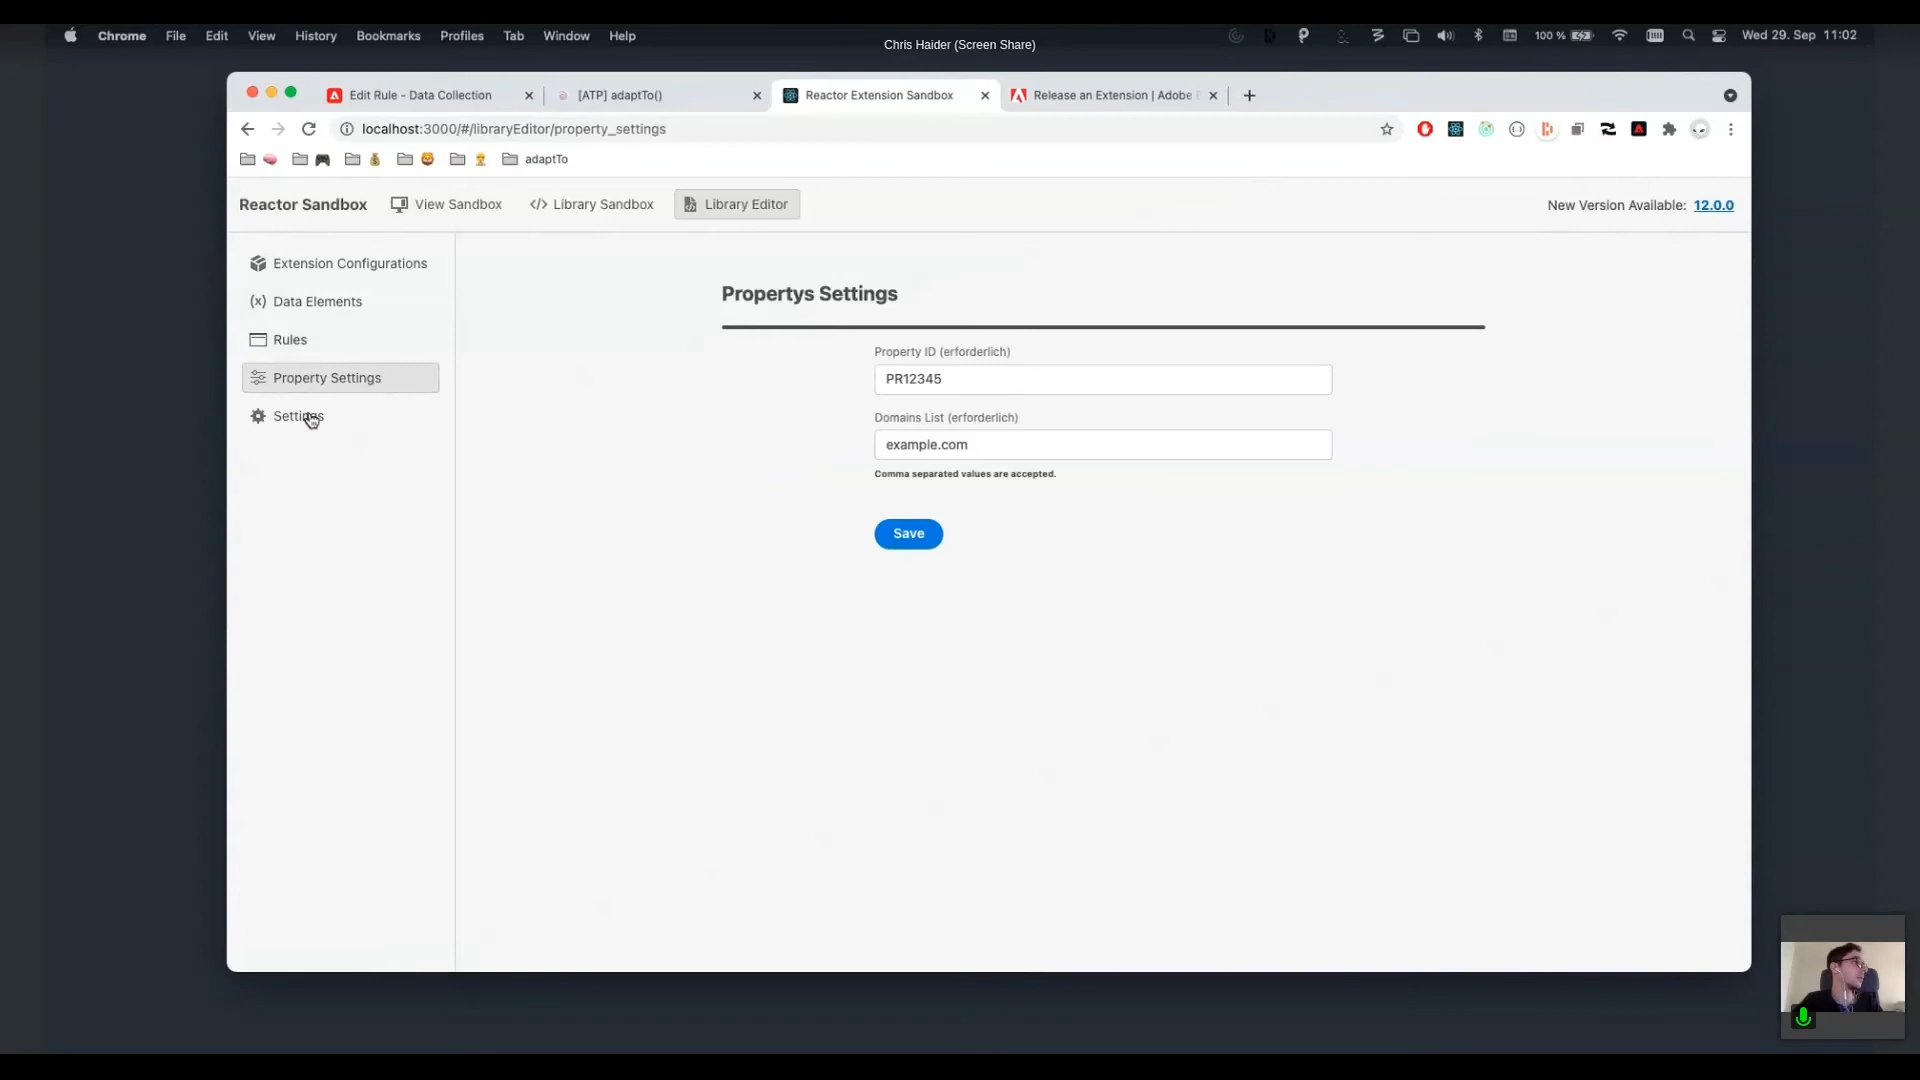 Chrome File Edit View History Bookmarks Profiles Tab Window Help
Chris Haider (Screen Share)
100 % Wed 29. Sep 11:02
Edit Rule - Data Collection
[ATP] adaptTo()
Reactor Extension Sandbox
Release an Extension | Adobe
localhost:3000/#/libraryEditor/property_settings
adaptTo
Reactor Sandbox
View Sandbox
</> Library Sandbox
Library Editor
New Version Available: 12.0.0
Extension Configurations
(x) Data Elements
Rules
Property Settings
Settings
Propertys Settings
Property ID (erforderlich)
PR12345
Domains List (erforderlich)
example.com
Comma separated values are accepted.
Save